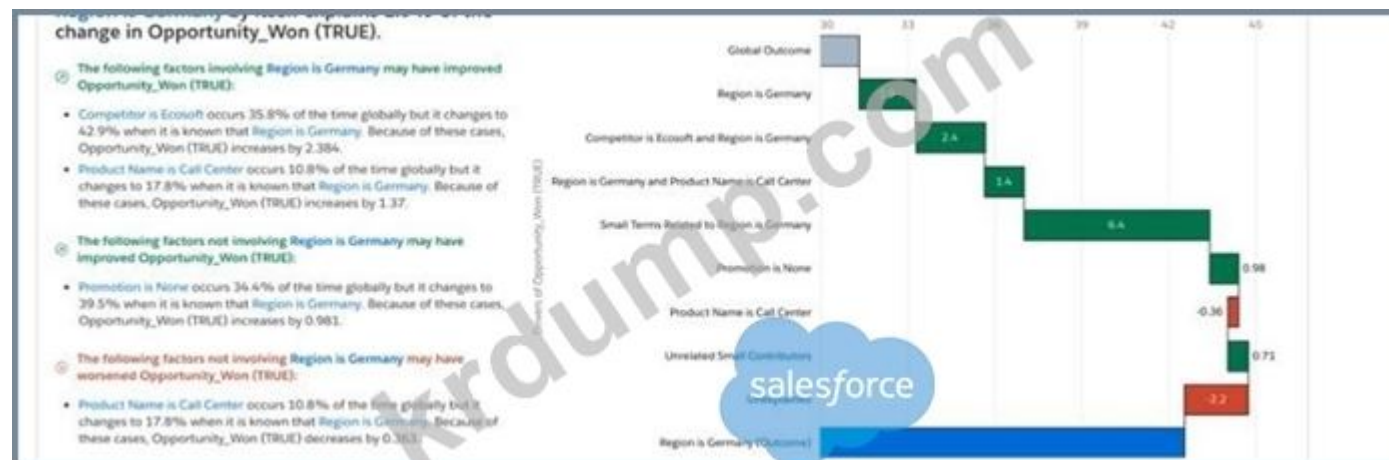 change in Opportunity_Won (TRUE).
The following factors involving Region is Germany may have improved
Opportunity_Won (TRUE):
• Competitor is Ecosoft occurs 35.8% of the time globally but it changes to
42.9% when it is known that Region is Germany. Because of these cases,
Opportunity_Won (TRUE) increases by 2.384.
• Product Name is Call Center occurs 10.8% of the time globally but it
changes to 17.8% when it is known that Region is Germany. Because of
these cases, Opportunity_Won (TRUE) increases by 1.37.
The following factors not involving Region is Germany may have
improved Opportunity_Won (TRUE):
• Promotion is None occurs 34.4% of the time globally but it changes to
39.5% when it is known that Region is Germany. Because of these cases,
Opportunity_Won (TRUE) increases by 0.981.
The following factors not involving Region is Germany may have
worsened Opportunity_Won (TRUE):
• Product Name is Call Center occurs 10.8% of the time globally but it
changes to 17.8% when it is known that Region is Germany. Because of
these cases, Opportunity_Won (TRUE) decreases by
30 33 36 39 42 45
of Opportunity_Won (TRUE)
Global Outcome
Region is Germany
Competitor is Ecosoft and Region is Germany 2.4
Region is Germany and Product Name is Call Center 1.4
Small Terms Related to Region is Germany 6.4
Promotion is None 0.98
Product Name is Call Center -0.36
Unrelated Small Contributors 0.71
-2.2
Region is Germany (Outcome)
salesforce
krdump.com